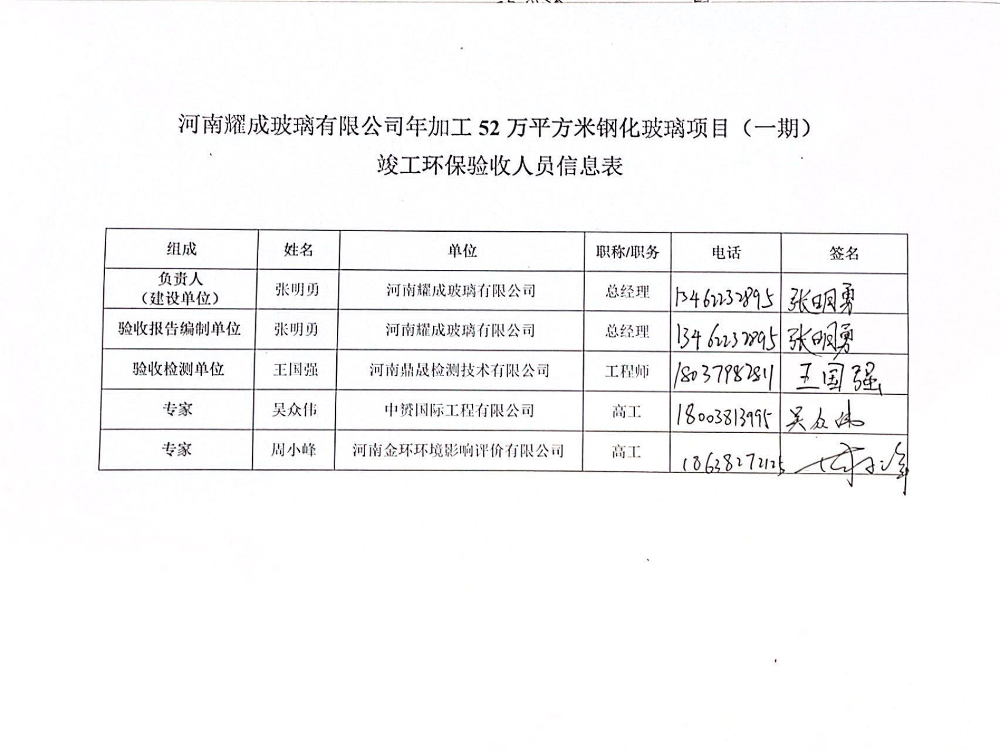 河南耀成玻璃有限公司年加工 52 万平方米钢化玻璃项目（一期）
竣工环保验收人员信息表
组成 姓名 单位 职称/职务 电话 签名
负责人
（建设单位） 张明勇 河南耀成玻璃有限公司 总经理 13462232895 张明勇
验收报告编制单位 张明勇 河南耀成玻璃有限公司 总经理 13462232895 张明勇
验收检测单位 王国强 河南鼎晟检测技术有限公司 工程师 18037982811 王国强
专家 吴众伟 中赟国际工程有限公司 高工 18003813995 吴众伟
专家 周小峰 河南金环环境影响评价有限公司 高工 18638272125